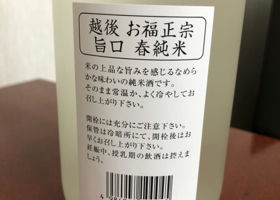 越後 お福正宗
旨口 春純米
米の上品な旨みを感じるなめら
かな味わいの純米酒です。
そのまま常温か、よく冷やしてお
召し上がり下さい。
開栓には充分にご注意下さい。
保管は冷暗所にて、開栓後はお
早くお召し上がり下さい。
妊娠中、授乳期の飲酒は控えま
しょう。